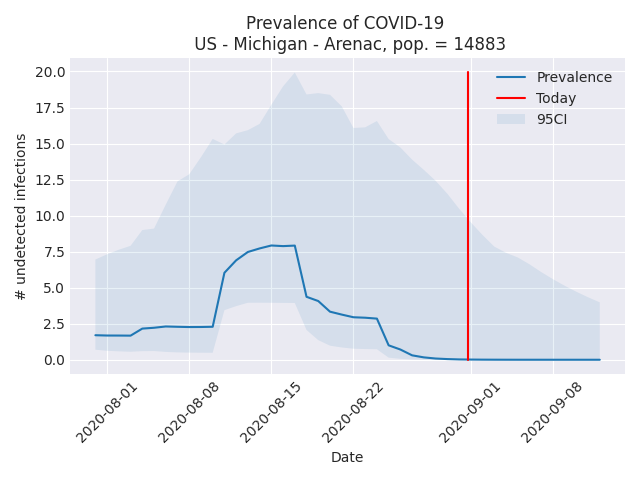 Prevalence of COVID-19
US - Michigan - Arenac, pop. = 14883
20.0
17.5
15.0
12.5
10.0
7.5
5.0
2.5
0.0
# undetected infections
Prevalence
Today
95CI
2020-08-01
2020-08-08
2020-08-15
2020-08-22
2020-09-01
2020-09-08
Date